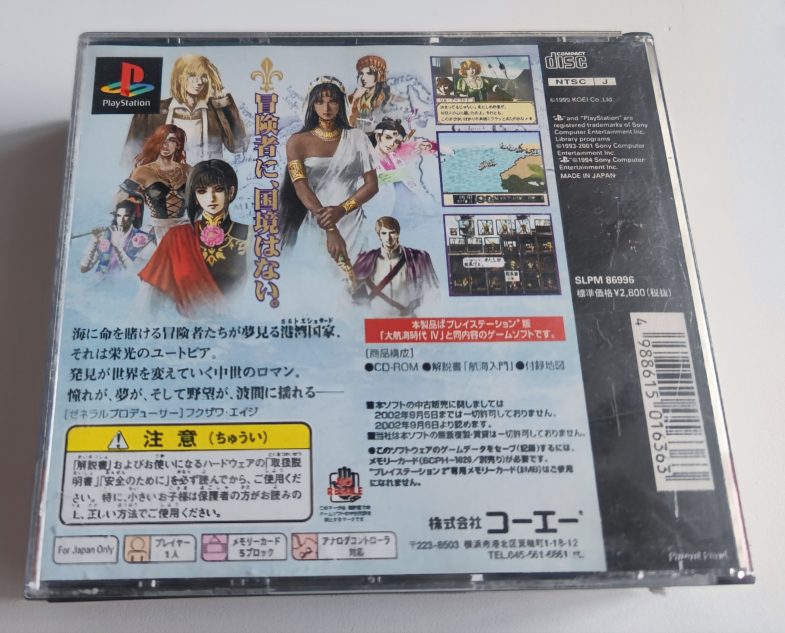 PlayStation
冒険者に、国境はない。
海に命を賭ける冒険者たちが夢見る港湾国家、
それは栄光のユートピア。
発見が世界を変えていく中世のロマン。
憧れが、夢が、そして野望が、波間に揺れる——
[ゼネラルプロデューサー]フクザワ・エイジ
本製品はプレイステーション版
「大航海時代 Ⅳ」と同内容のゲームソフトです。
[商品構成]
●CD-ROM ●解説書「航海入門」 ●付録地図
■本ソフトの中古販売に関しましては
2002年9月5日までは一切許可しておりません。
2002年9月6日より認めます。
■当社は本ソフトの無断複製・賃貸は一切許可しておりません。
●このソフトウェアのゲームデータをセーブ(記録)するには、
メモリーカード(SCPH-1020/別売り)が必要です。
"プレイステーション 2"専用メモリーカード(8MB)はご使用
になれません。
注意(ちゅうい)
「解説書」およびお使いになるハードウェアの「取扱説
明書」「安全のために」を必ず読んでから、ご使用くだ
さい。特に、小さいお子様は保護者の方がお読みのう
え、正しい方法でご使用ください。
For Japan Only
プレイヤー
1人
メモリーカード
5ブロック
アナログコントローラ
対応
株式会社 コーエー
〒223-8503 横浜市港北区箕輪町1-18-12
TEL.045-561-6861
COMPACT
disc
NTSC J
©1999 KOEI Co.,Ltd.
"and "PlayStation" are
registered trademarks of Sony
Computer Entertainment Inc.
Library programs
©1993-2001 Sony Computer
Entertainment Inc.
" ©1994 Sony Computer
Entertainment Inc.
MADE IN JAPAN
SLPM 86996
標準価格¥2,800(税抜)
4 988615 016363